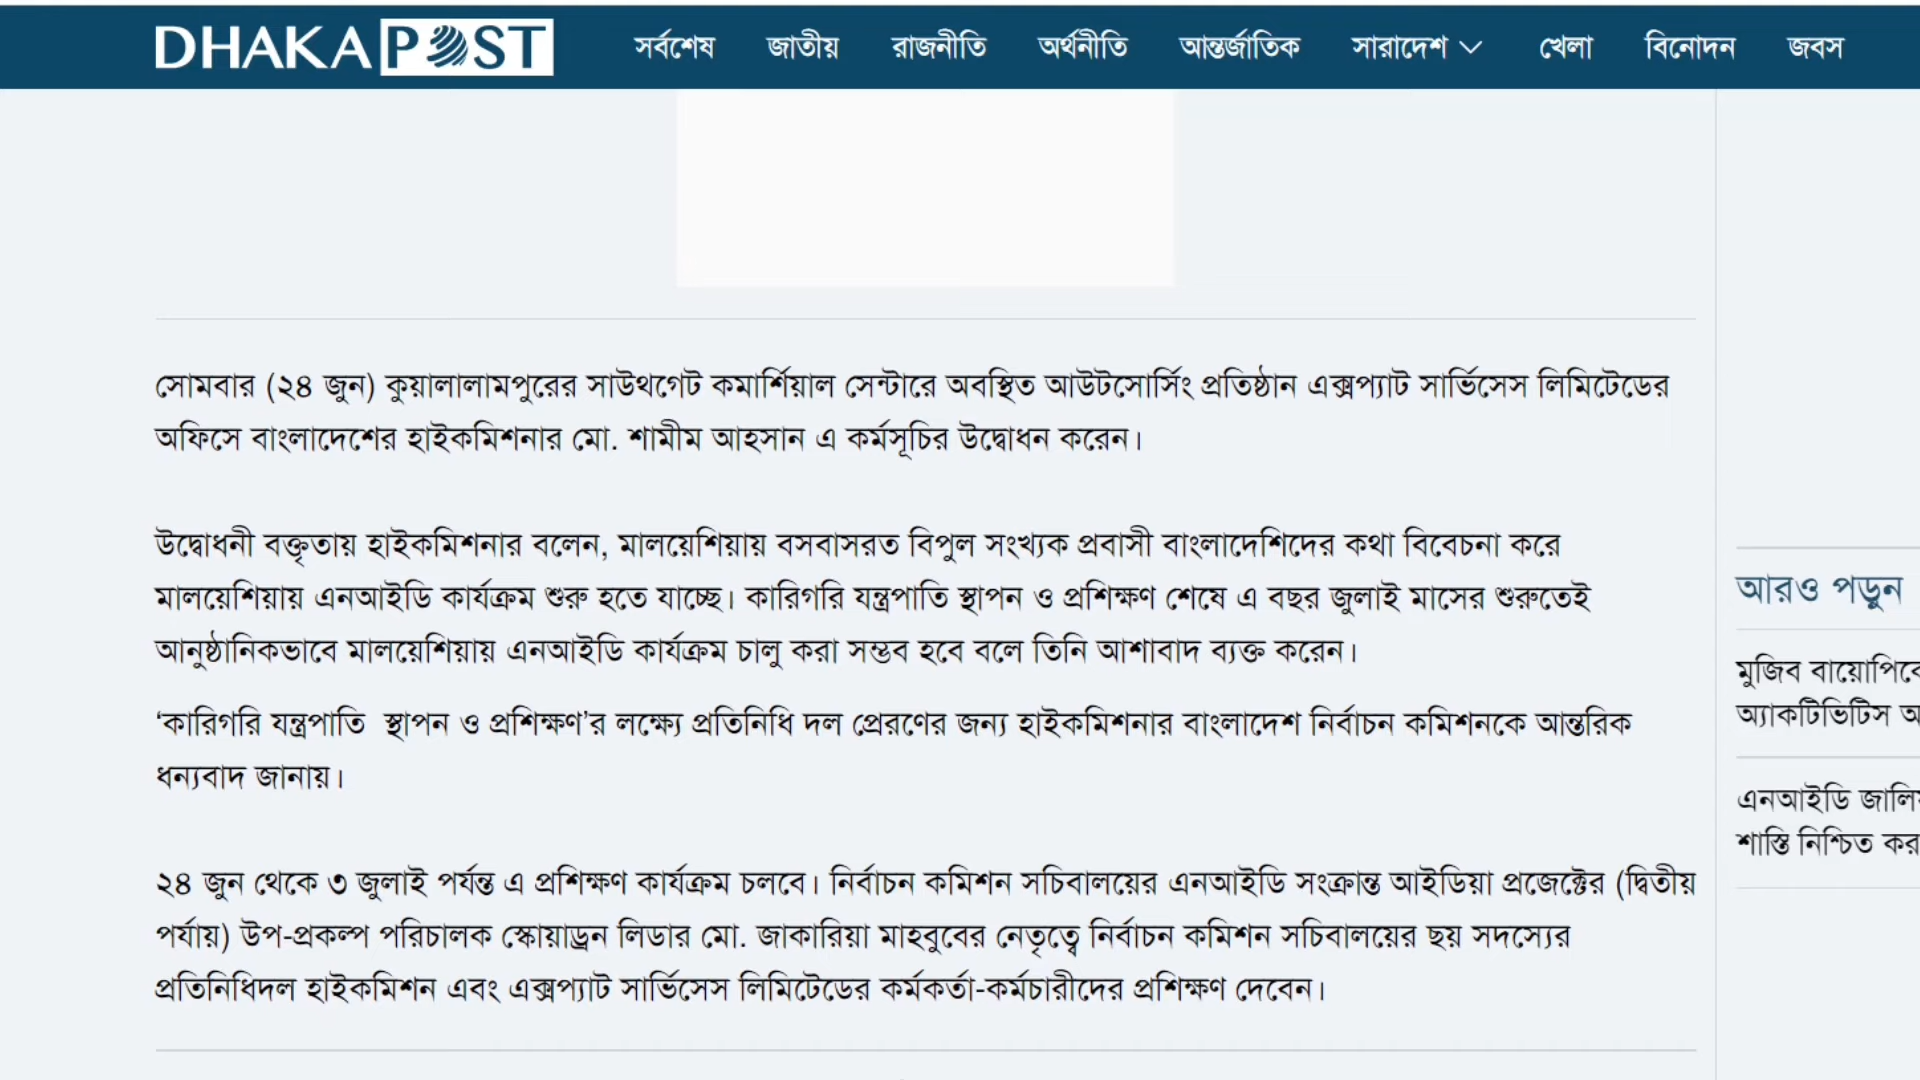 DHAKA POST
সর্বশেষ জাতীয় রাজনীতি অর্থনীতি আন্তর্জাতিক সারাদেশ খেলা বিনোদন জবস
সোমবার (২৪ জুন) কুয়ালালামপুরের সাউথগেট কমার্শিয়াল সেন্টারে অবস্থিত আউটসোর্সিং প্রতিষ্ঠান এক্সপ্যাট সার্ভিসেস লিমিটেডের
অফিসে বাংলাদেশের হাইকমিশনার মো. শামীম আহসান এ কর্মসূচির উদ্বোধন করেন।
উদ্বোধনী বক্তৃতায় হাইকমিশনার বলেন, মালয়েশিয়ায় বসবাসরত বিপুল সংখ্যক প্রবাসী বাংলাদেশিদের কথা বিবেচনা করে
মালয়েশিয়ায় এনআইডি কার্যক্রম শুরু হতে যাচ্ছে। কারিগরি যন্ত্রপাতি স্থাপন ও প্রশিক্ষণ শেষে এ বছর জুলাই মাসের শুরুতেই
আনুষ্ঠানিকভাবে মালয়েশিয়ায় এনআইডি কার্যক্রম চালু করা সম্ভব হবে বলে তিনি আশাবাদ ব্যক্ত করেন।
‘কারিগরি যন্ত্রপাতি স্থাপন ও প্রশিক্ষণ’র লক্ষ্যে প্রতিনিধি দল প্রেরণের জন্য হাইকমিশনার বাংলাদেশ নির্বাচন কমিশনকে আন্তরিক
ধন্যবাদ জানায়।
২৪ জুন থেকে ৩ জুলাই পর্যন্ত এ প্রশিক্ষণ কার্যক্রম চলবে। নির্বাচন কমিশন সচিবালয়ের এনআইডি সংক্রান্ত আইডিয়া প্রজেক্টের (দ্বিতীয়
পর্যায়) উপ-প্রকল্প পরিচালক স্কোয়াড্রন লিডার মো. জাকারিয়া মাহবুবের নেতৃত্বে নির্বাচন কমিশন সচিবালয়ের ছয় সদস্যের
প্রতিনিধিদল হাইকমিশন এবং এক্সপ্যাট সার্ভিসেস লিমিটেডের কর্মকর্তা-কর্মচারীদের প্রশিক্ষণ দেবেন।
আরও পড়ুন
মুজিব
অ্যাকটিভিটিস
এনআইডি
শাস্তি নিশ্চিত